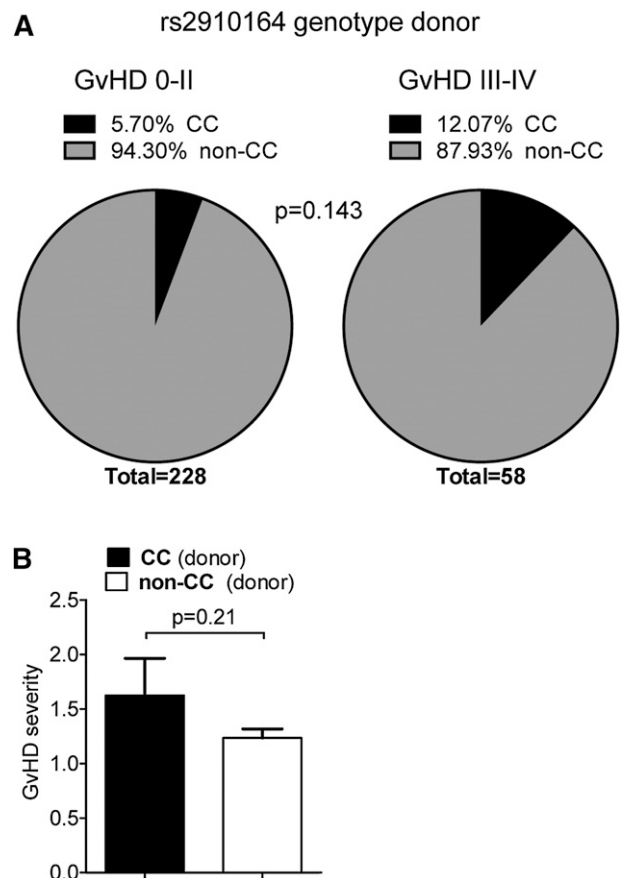 A
rs2910164 genotype donor
GvHD 0-II
5.70% CC
94.30% non-CC
GvHD III-IV
12.07% CC
87.93% non-CC
p=0.143
Total=228
Total=58
B
CC (donor)
non-CC (donor)
p=0.21
GvHD severity
2.5
2.0
1.5
1.0
0.5
0.0